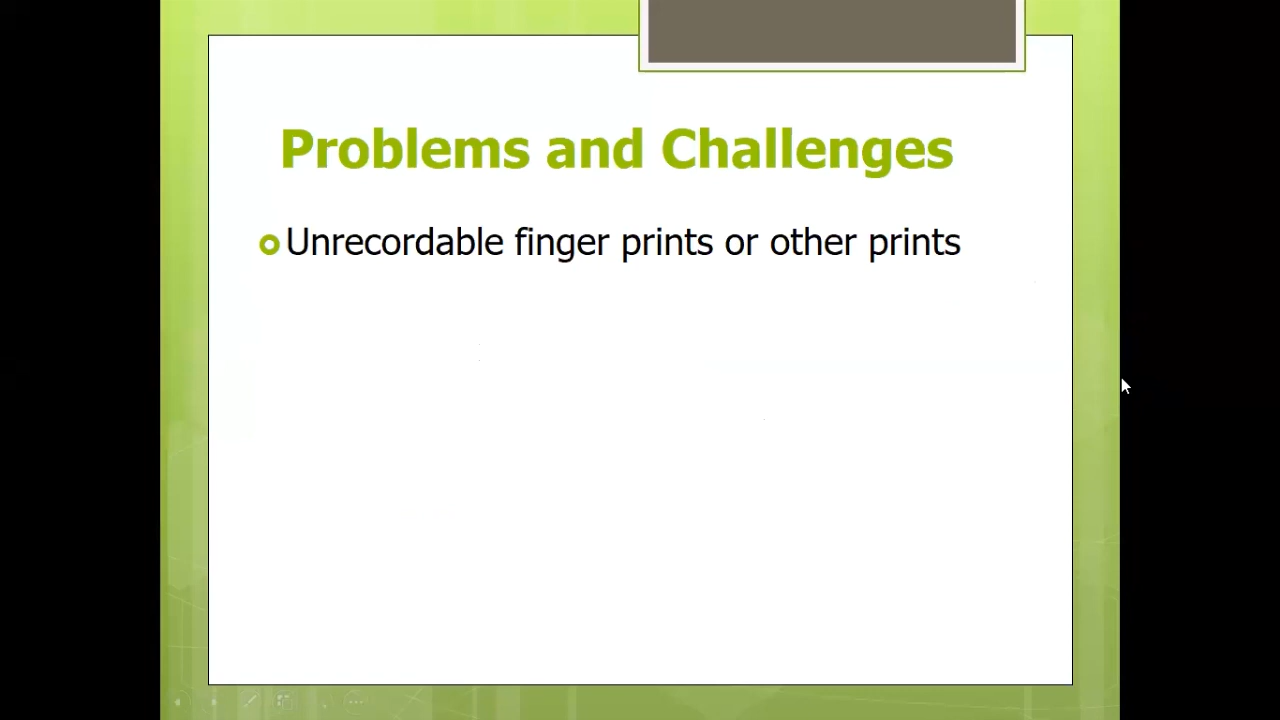 Problems and Challenges
Unrecordable finger prints or other prints